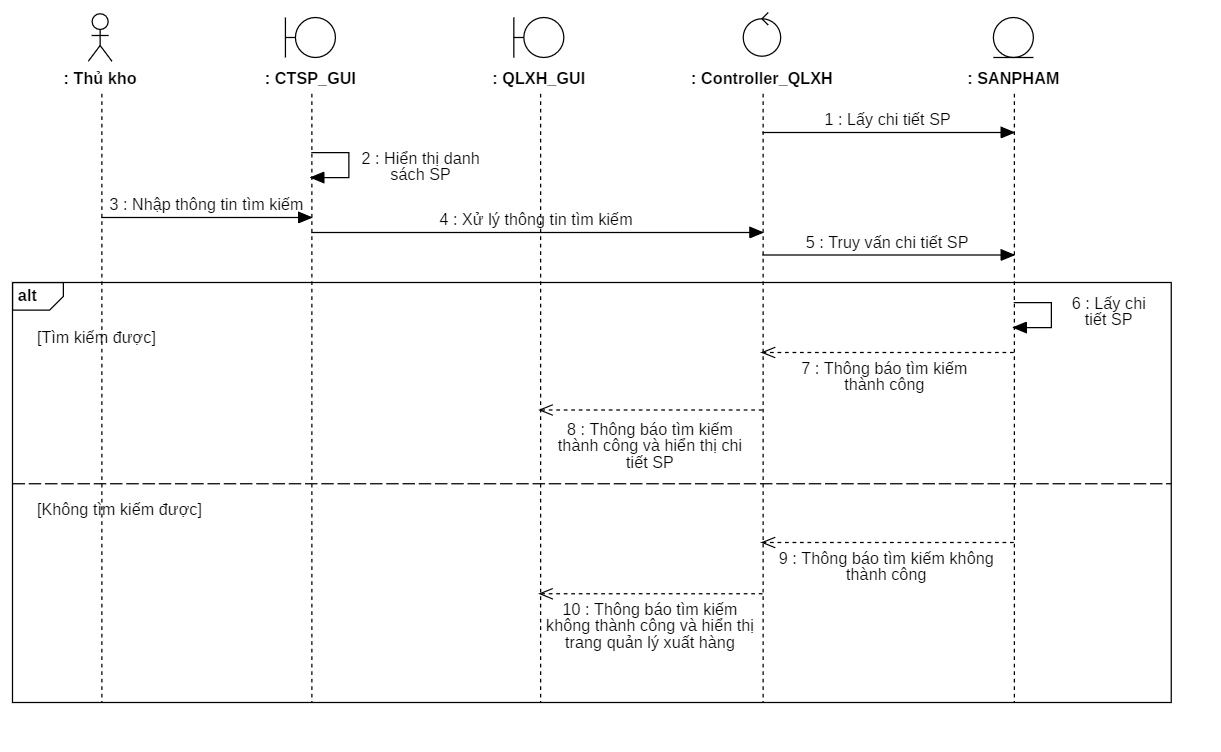 : Thủ kho
: CTSP_GUI
: QLXH_GUI
: Controller_QLXH
: SANPHAM
1 : Lấy chi tiết SP
2 : Hiển thị danh
sách SP
3 : Nhập thông tin tìm kiếm
4 : Xử lý thông tin tìm kiếm
5 : Truy vấn chi tiết SP
alt
6 : Lấy chi
tiết SP
[Tìm kiếm được]
7 : Thông báo tìm kiếm
thành công
8 : Thông báo tìm kiếm
thành công và hiển thị chi
tiết SP
[Không tìm kiếm được]
9 : Thông báo tìm kiếm không
thành công
10 : Thông báo tìm kiếm
không thành công và hiển thị
trang quản lý xuất hàng